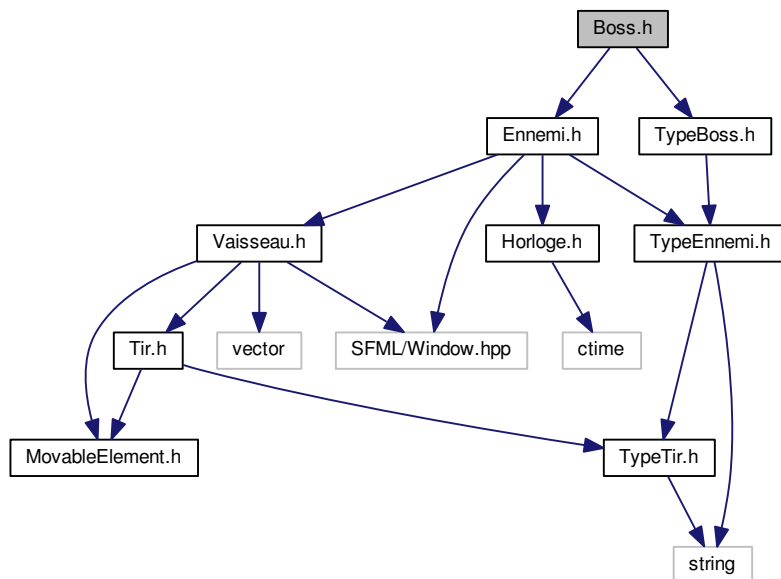 Boss.h
Ennemi.h
TypeBoss.h
Vaisseau.h
Horloge.h
TypeEnnemi.h
Tir.h
vector
SFML/Window.hpp
ctime
MovableElement.h
TypeTir.h
string